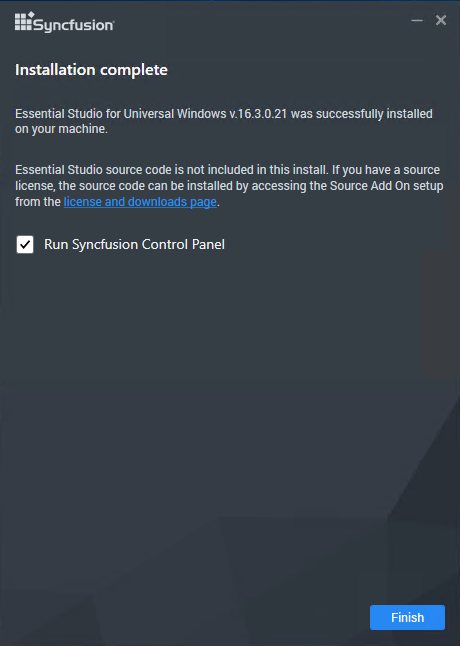 Syncfusion
Installation complete
Essential Studio for Universal Windows v.16.3.0.21 was successfully installed
on your machine.
Essential Studio source code is not included in this install. If you have a source
license, the source code can be installed by accessing the Source Add On setup
from the license and downloads page.
Run Syncfusion Control Panel
Finish